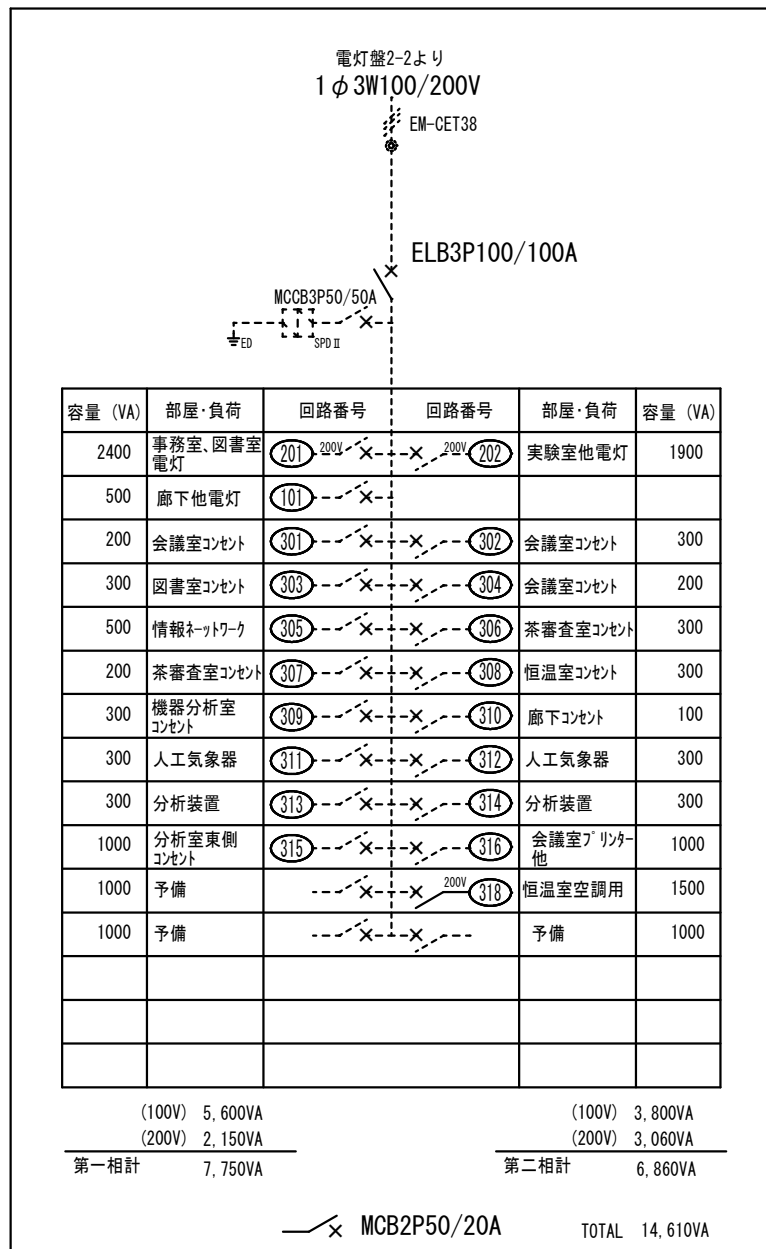 電灯盤2-2より
1φ3W100/200V
EM-CET38
ELB3P100/100A
MCCB3P50/50A
ED
SPDⅡ
容量 (VA) 部屋･負荷 回路番号 回路番号 部屋･負荷 容量 (VA)
2400 事務室､図書室 201 200V 200V 202 実験室他電灯 1900
電灯
500 廊下他電灯 101
200 会議室ｺﾝｾﾝﾄ 301 302 会議室ｺﾝｾﾝﾄ 300
300 図書室ｺﾝｾﾝﾄ 303 304 会議室ｺﾝｾﾝﾄ 200
500 情報ﾈｰｯﾄﾜｰｸ 305 306 茶審査室ｺﾝｾﾝﾄ 300
200 茶審査室ｺﾝｾﾝﾄ 307 308 恒温室ｺﾝｾﾝﾄ 300
300 機器分析室 309 310 廊下ｺﾝｾﾝﾄ 100
ｺﾝｾﾝﾄ
300 人工気象器 311 312 人工気象器 300
300 分析装置 313 314 分析装置 300
1000 分析室東側 315 316 会議室ﾌﾟﾘﾝﾀｰ 1000
ｺﾝｾﾝﾄ 他
1000 予備 200V 318 恒温室空調用 1500
1000 予備 予備 1000
(100V) 5,600VA (100V) 3,800VA
(200V) 2,150VA (200V) 3,060VA
第一相計 7,750VA 第二相計 6,860VA
MCB2P50/20A TOTAL 14,610VA